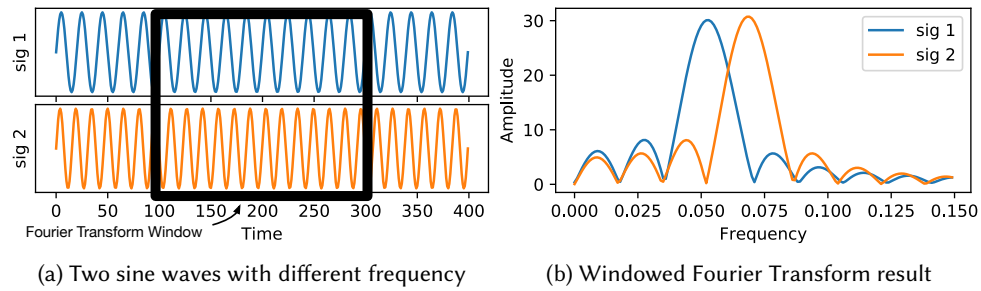 sig 1
sig 2
0 50 100 150 200 250 300 350 400
Fourier Transform Window
Time
(a) Two sine waves with different frequency
Amplitude
30
20
10
0
sig 1
sig 2
0.000 0.025 0.050 0.075 0.100 0.125 0.150
Frequency
(b) Windowed Fourier Transform result